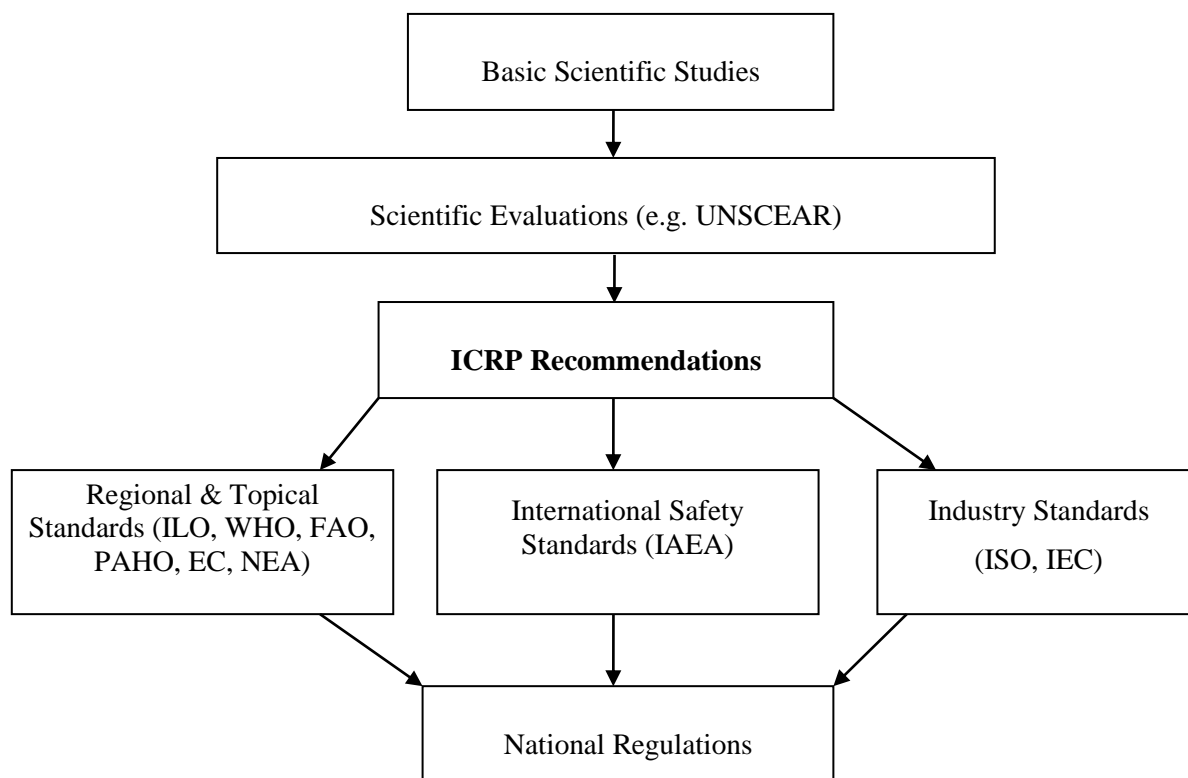 Basic Scientific Studies
Scientific Evaluations (e.g. UNSCEAR)
ICRP Recommendations
Regional & Topical
Standards (ILO, WHO, FAO,
PAHO, EC, NEA)
International Safety
Standards (IAEA)
Industry Standards
(ISO, IEC)
National Regulations